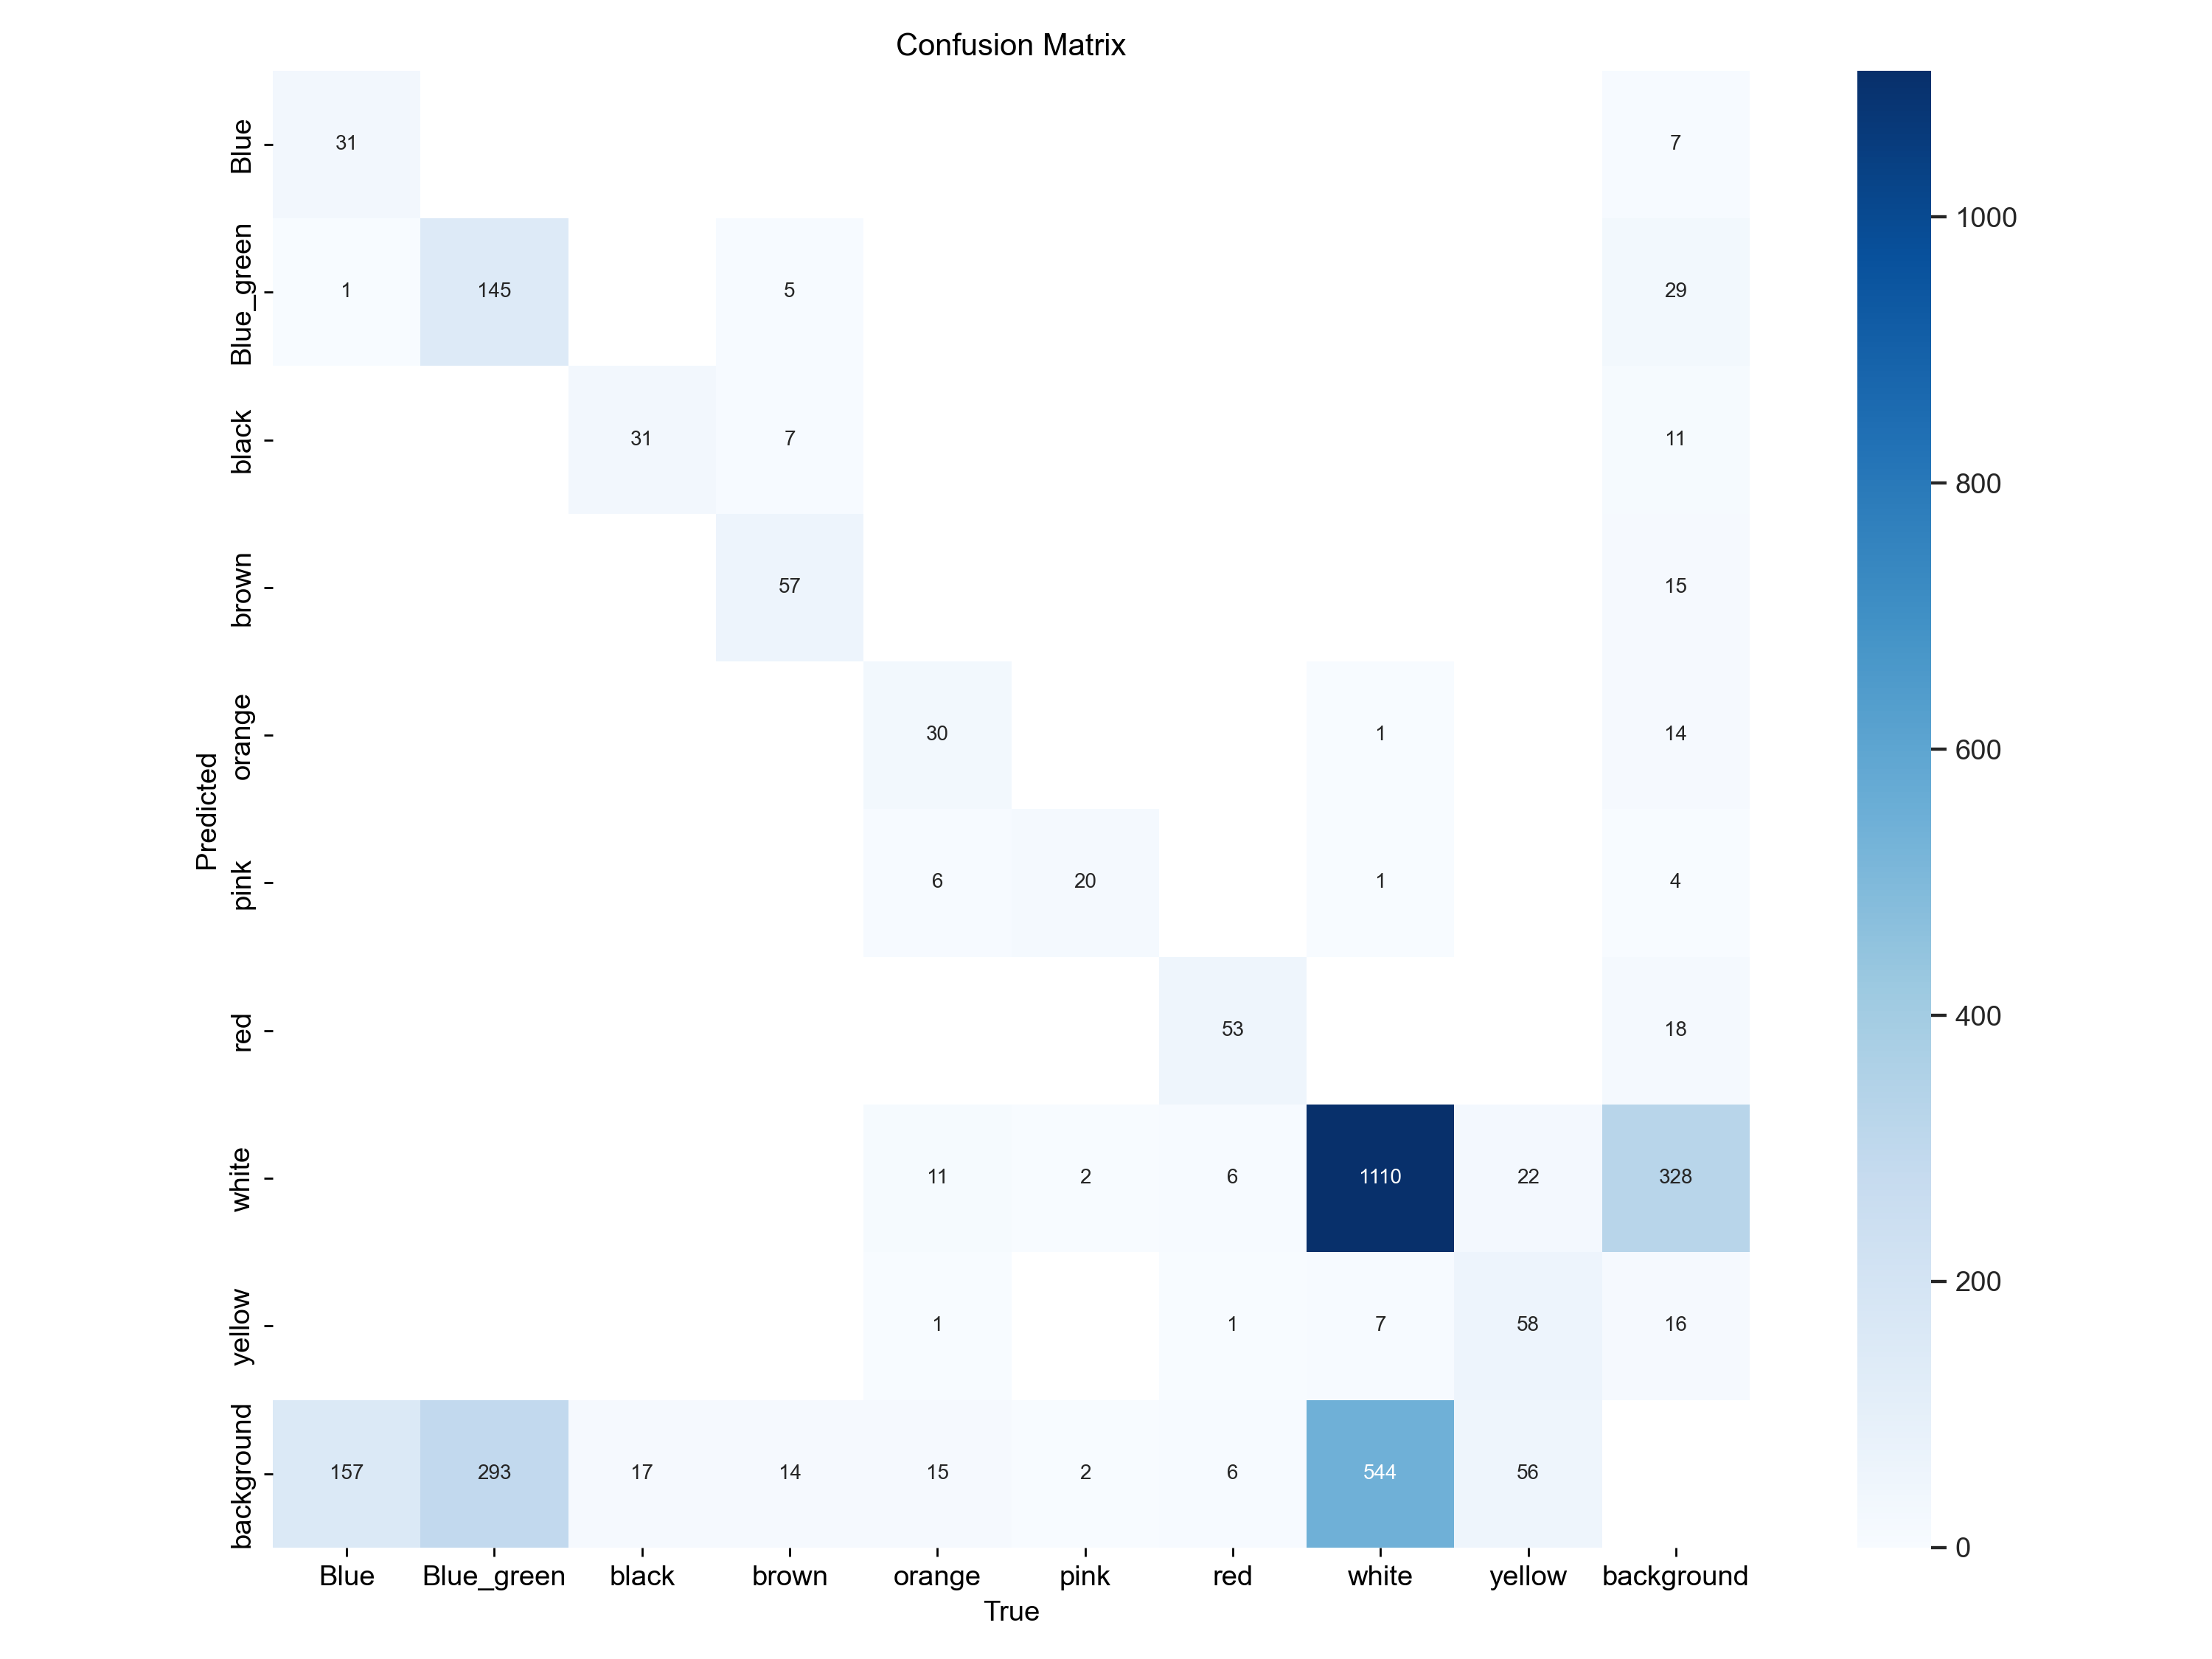 Confusion Matrix
Blue 31 7
Blue_green 1 145 5 29
1000
black 31 7 11
800
brown 57 15
orange 30 1 14
600
Predicted
pink 6 20 1 4
red 53 18
400
white 11 2 6 1110 22 328
yellow 1 1 7 58 16
200
background 157 293 17 14 15 2 6 544 56
0
Blue Blue_green black brown orange pink red white yellow background
True